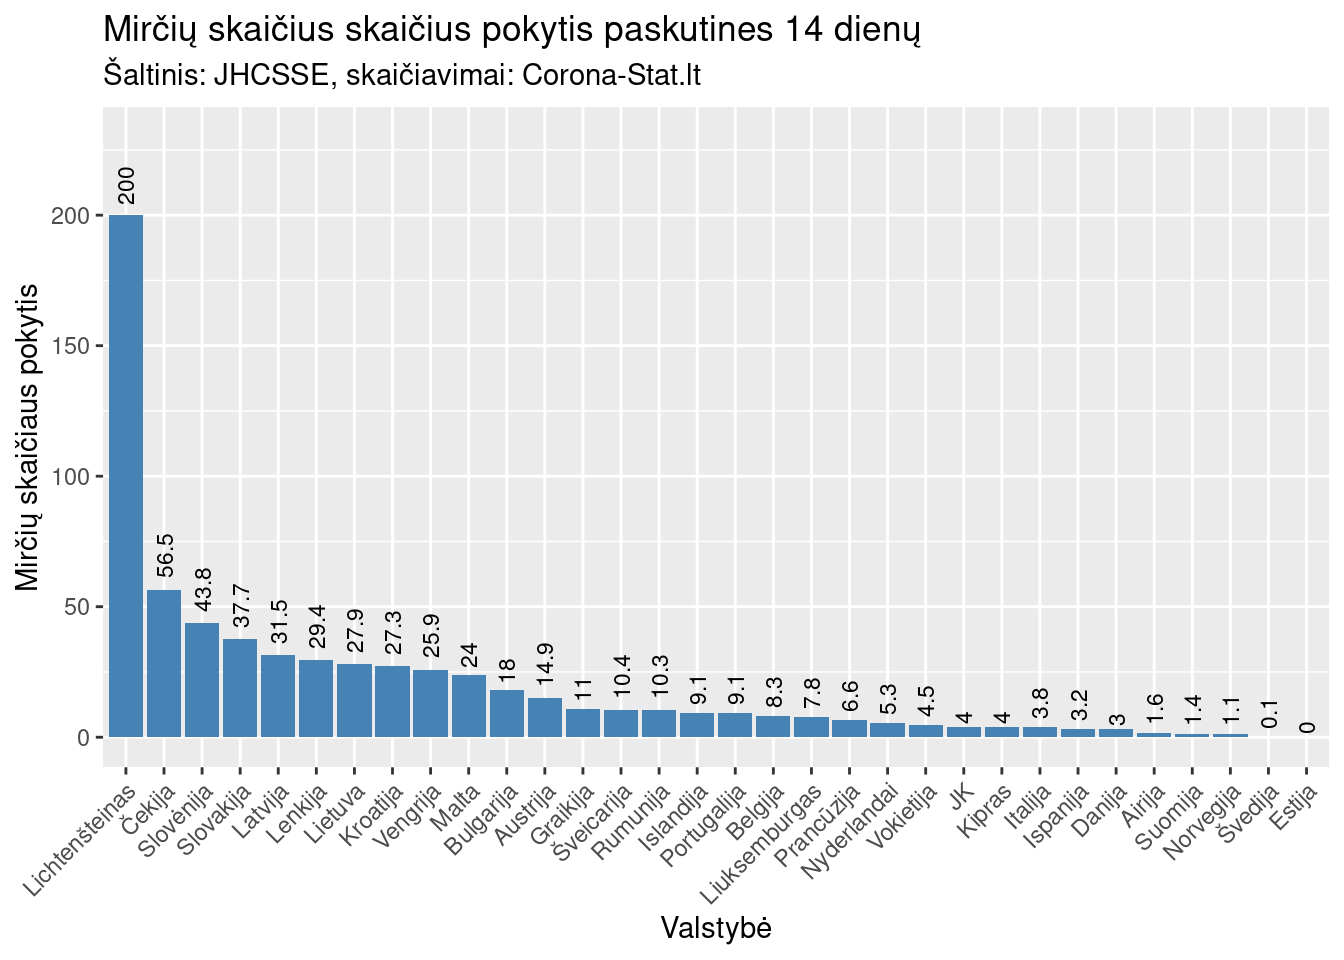 Mirčių skaičius skaičius pokytis paskutines 14 dienų
Šaltinis: JHCSSE, skaičiavimai: Corona-Stat.lt
Mirčių skaičiaus pokytis
200
150
100
50
0
200
56.5
43.8
37.7
31.5
29.4
27.9
27.3
25.9
24
18
14.9
11
10.4
10.3
9.1
9.1
8.3
7.8
6.6
5.3
4.5
4
4
3.8
3.2
3
1.6
1.4
1.1
0.1
0
Lichtenšteinas
Čekija
Slovėnija
Slovakija
Latvija
Lenkija
Lietuva
Kroatija
Vengrija
Malta
Bulgarija
Austrija
Graikija
Šveicarija
Rumunija
Islandija
Portugalija
Belgija
Liuksemburgas
Prancūzija
Nyderlandai
Vokietija
JK
Kipras
Italija
Ispanija
Danija
Airija
Suomija
Norvegija
Švedija
Estija
Valstybė